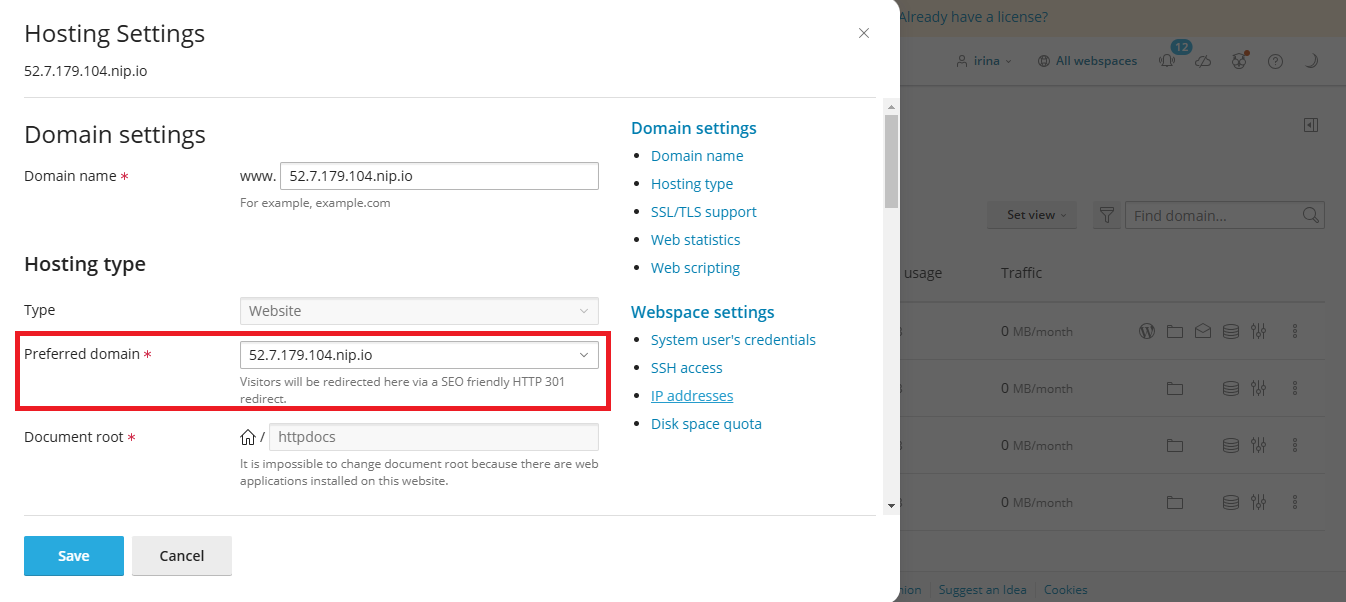 Hosting Settings
52.7.179.104.nip.io
Domain settings
Domain name *
www. 52.7.179.104.nip.io
For example, example.com
Hosting type
Type
Website
Preferred domain *
52.7.179.104.nip.io
Visitors will be redirected here via a SEO friendly HTTP 301
redirect.
Document root *
/ httpdocs
It is impossible to change document root because there are web
applications installed on this website.
Domain settings
Domain name
Hosting type
SSL/TLS support
Web statistics
Web scripting
Webspace settings
System user's credentials
SSH access
IP addresses
Disk space quota
Save
Cancel
Already have a license?
irina
All webspaces
12
Set view
Find domain...
usage
Traffic
0 MB/month
0 MB/month
0 MB/month
0 MB/month
Suggest an Idea
Cookies